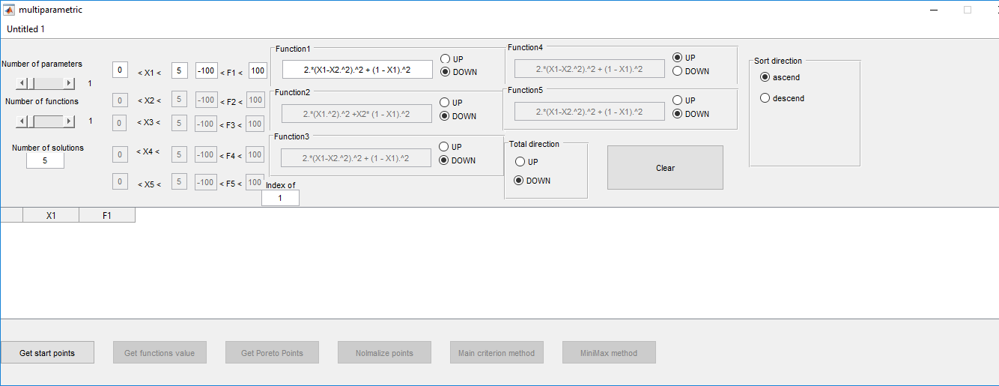 multiparametric
Untitled 1
Number of parameters
1
Number of functions
1
Number of solutions
5
0 < X1 < 5 -100 < F1 < 100
0 < X2 < 5 -100 < F2 < 100
0 < X3 < 5 -100 < F3 < 100
0 < X4 < 5 -100 < F4 < 100
0 < X5 < 5 -100 < F5 < 100
Function1
2.*(X1-X2.^2).^2 + (1 - X1).^2
UP
DOWN
Function2
2.*(X1.^2).^2 +X2* (1 - X1).^2
UP
DOWN
Function3
2.*(X1-X2.^2).^2 + (1 - X1).^2
UP
DOWN
Index of
1
Function4
2.*(X1-X2.^2).^2 + (1 - X1).^2
UP
DOWN
Function5
2.*(X1-X2.^2).^2 + (1 - X1).^2
UP
DOWN
Total direction
UP
DOWN
Clear
Sort direction
ascend
descend
X1 F1
Get start points Get functions value Get Poreto Points Nolmalize points Main criterion method MiniMax method